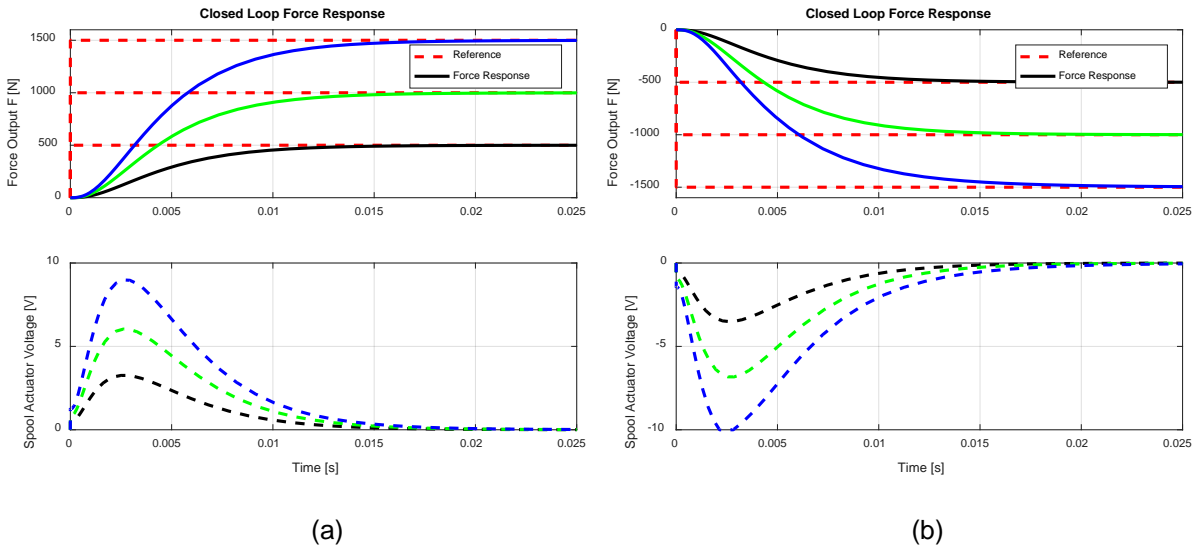 Closed Loop Force Response
1500
1000
500
0
Force Output F [N]
Reference
Force Response
0
0.005
0.01
0.015
0.02
0.025
10
5
0
Spool Actuator Voltage [V]
0
0.005
0.01
0.015
0.02
0.025
Time [s]
(a)
Closed Loop Force Response
0
-500
-1000
-1500
Force Output F [N]
Reference
Force Response
0
0.005
0.01
0.015
0.02
0.025
0
-5
-10
Spool Actuator Voltage [V]
0
0.005
0.01
0.015
0.02
0.025
Time [s]
(b)